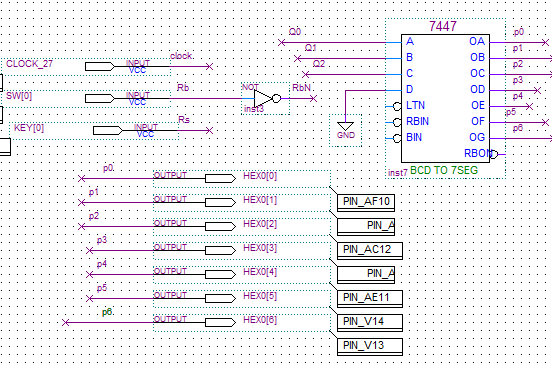 7447
Q0
A
OA
p0
Q1
B
OB
p1
Q2
C
OC
p2
D
OD
p3
LTN
OE
p4
RBIN
OF
p5
BIN
OG
p6
RBON
GND
inst7
BCD TO 7SEG
CLOCK_27
INPUT
VCC
clock
SW[0]
INPUT
VCC
Rb
NOT
inst3
RbN
KEY[0]
INPUT
VCC
Rs
p0
OUTPUT
HEX0[0]
PIN_AF10
p1
OUTPUT
HEX0[1]
PIN_A
p2
OUTPUT
HEX0[2]
PIN_AC12
p3
OUTPUT
HEX0[3]
PIN_A
p4
OUTPUT
HEX0[4]
PIN_AE11
p5
OUTPUT
HEX0[5]
PIN_V14
p6
OUTPUT
HEX0[6]
PIN_V13